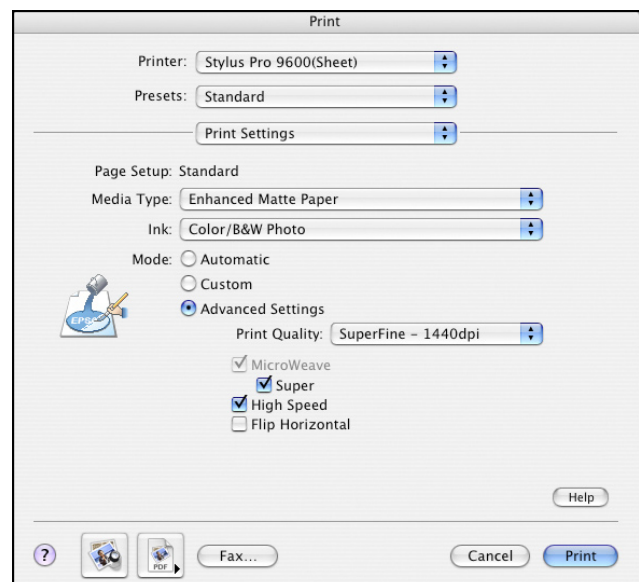 Print
Printer: Stylus Pro 9600(Sheet)
Presets: Standard
Print Settings
Page Setup: Standard
Media Type: Enhanced Matte Paper
Ink: Color/B&W Photo
Mode: Automatic
Custom
Advanced Settings
Print Quality: SuperFine – 1440dpi
MicroWeave
Super
High Speed
Flip Horizontal
Help
? PDF Fax... Cancel Print